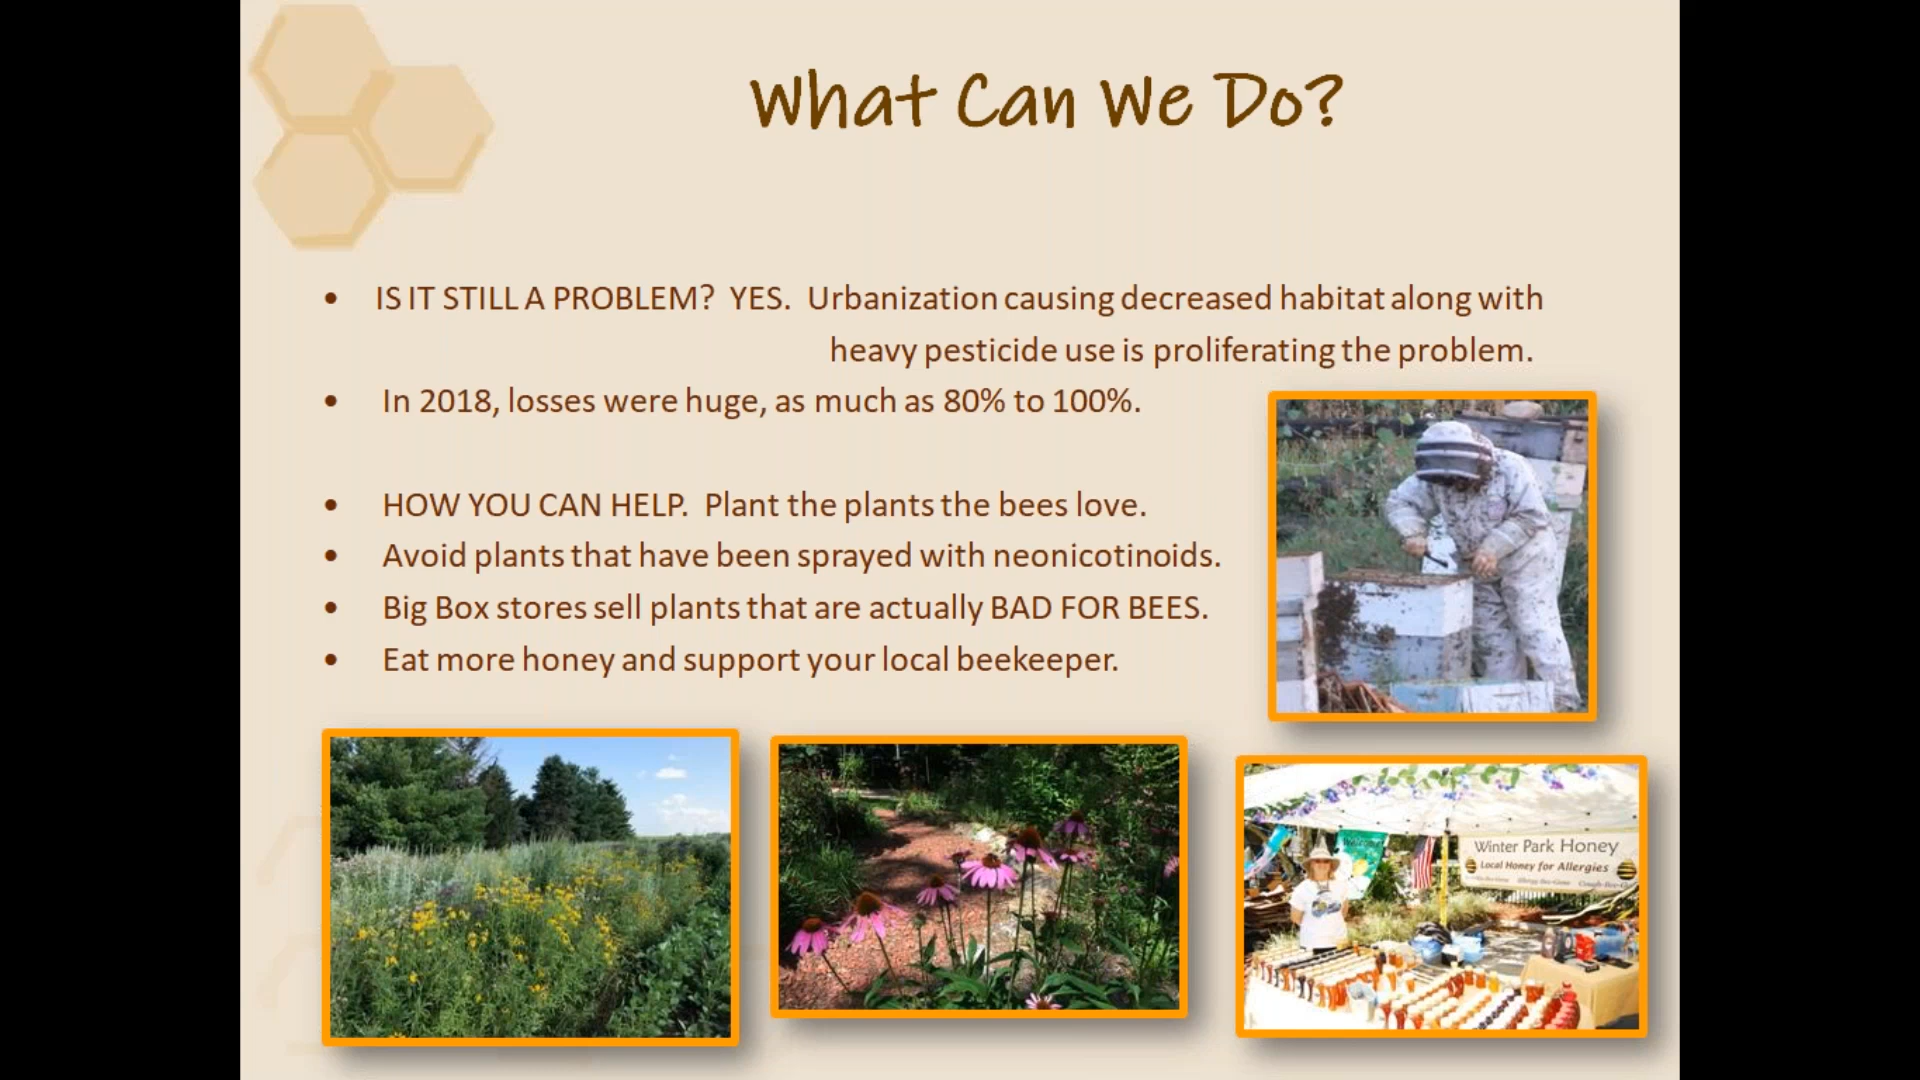 What Can We Do?
• IS IT STILL A PROBLEM? YES. Urbanization causing decreased habitat along with
heavy pesticide use is proliferating the problem.
• In 2018, losses were huge, as much as 80% to 100%.
• HOW YOU CAN HELP. Plant the plants the bees love.
• Avoid plants that have been sprayed with neonicotinoids.
• Big Box stores sell plants that are actually BAD FOR BEES.
• Eat more honey and support your local beekeeper.
Welcome
Winter Park Honey
Local Honey for Allergies